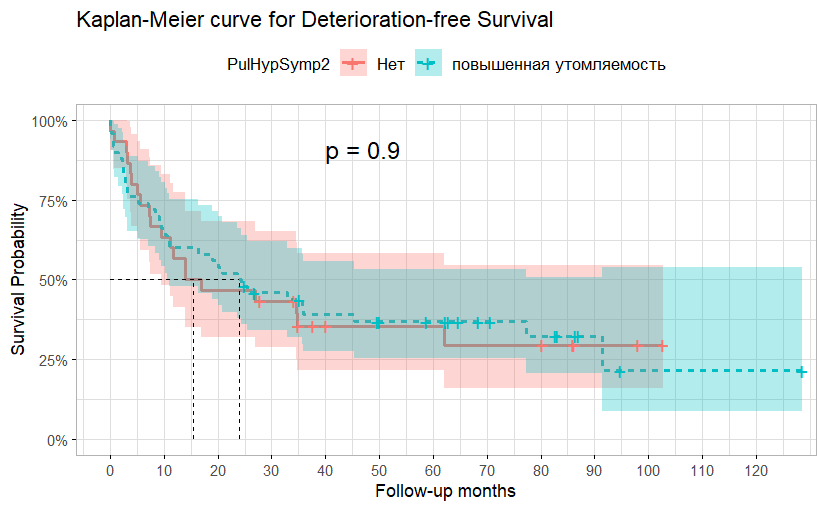 Kaplan-Meier curve for Deterioration-free Survival
PulHypSymp2 Нет повышенная утомляемость
100%
75%
50%
25%
0%
Survival Probability
p = 0.9
0 10 20 30 40 50 60 70 80 90 100 110 120
Follow-up months